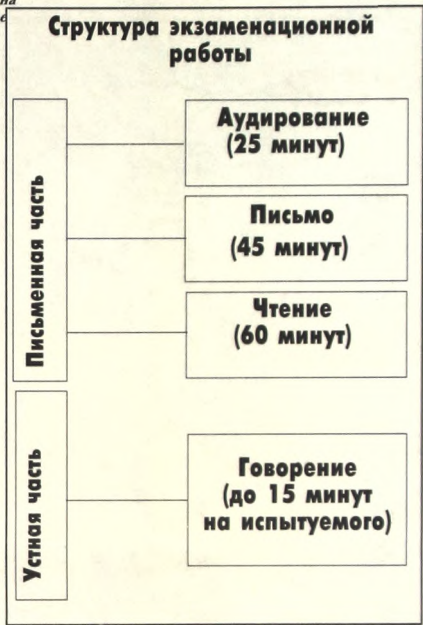 на
Структура экзаменационной
работы
Письменная часть
Аудирование
(25 минут)
Письмо
(45 минут)
Чтение
(60 минут)
Устная часть
Говорение
(до 15 минут
на испытуемого)